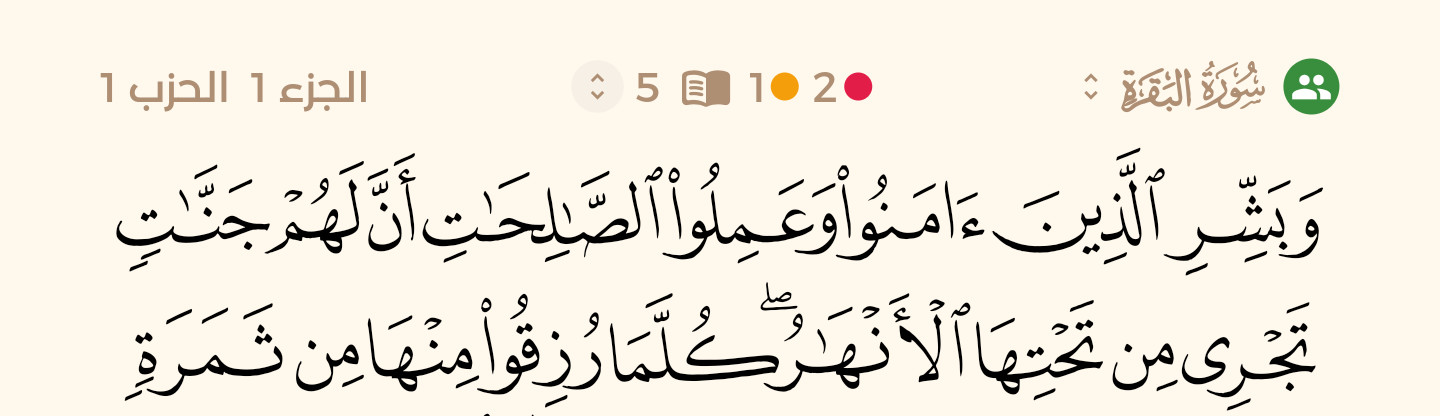 سُورَةُ البَقَرَةِ 2 1 5 الجزء 1 الحزب 1
وَبَشِّرِ ٱلَّذِينَ ءَامَنُوا۟ وَعَمِلُوا۟ ٱلصَّـٰلِحَـٰتِ أَنَّ لَهُمْ جَنَّـٰتٍ
تَجْرِى مِن تَحْتِهَا ٱلْأَنْهَـٰرُ ۖ كُلَّمَا رُزِقُوا۟ مِنْهَا مِن ثَمَرَةٍ